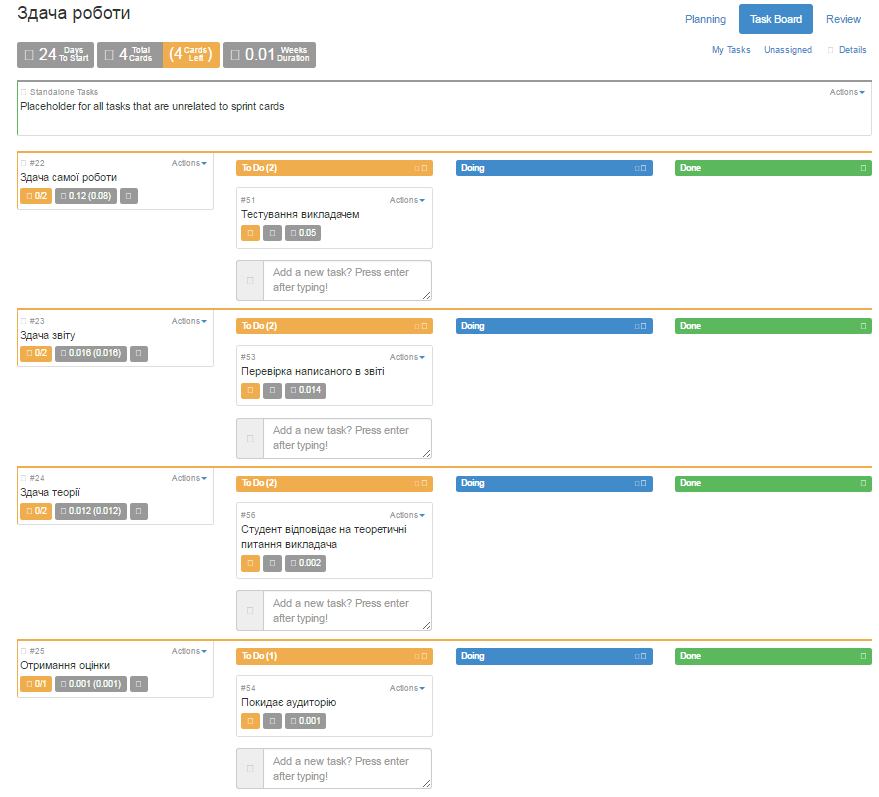 Здача роботи
Planning Task Board Review
24 Days To Start 4 Total Cards (4 Cards Left ) 0.01 Weeks Duration
My Tasks Unassigned Details
Standalone Tasks Actions
Placeholder for all tasks that are unrelated to sprint cards
#22 Actions
Здача самої роботи
0/2 0.12 (0.08)
To Do (2) Doing Done
#51 Actions
Тестування викладачем
0.05
Add a new task? Press enter
after typing!
#23 Actions
Здача звіту
0/2 0.016 (0.016)
To Do (2) Doing Done
#53 Actions
Перевірка написаного в звіті
0.014
Add a new task? Press enter
after typing!
#24 Actions
Здача теорії
0/2 0.012 (0.012)
To Do (2) Doing Done
#56 Actions
Студент відповідає на теоретичні
питання викладача
0.002
Add a new task? Press enter
after typing!
#25 Actions
Отримання оцінки
0/1 0.001 (0.001)
To Do (1) Doing Done
#54 Actions
Покидає аудиторію
0.001
Add a new task? Press enter
after typing!